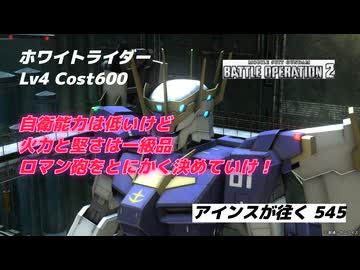 ホワイトライダー
Lv4 Cost600
MOBILE SUIT GUNDAM
BATTLE OPERATION 2
自衛能力は低いけど
火力と堅さは一級品
ロマン砲をとにかく決めていけ！
01
アインスが往く 545